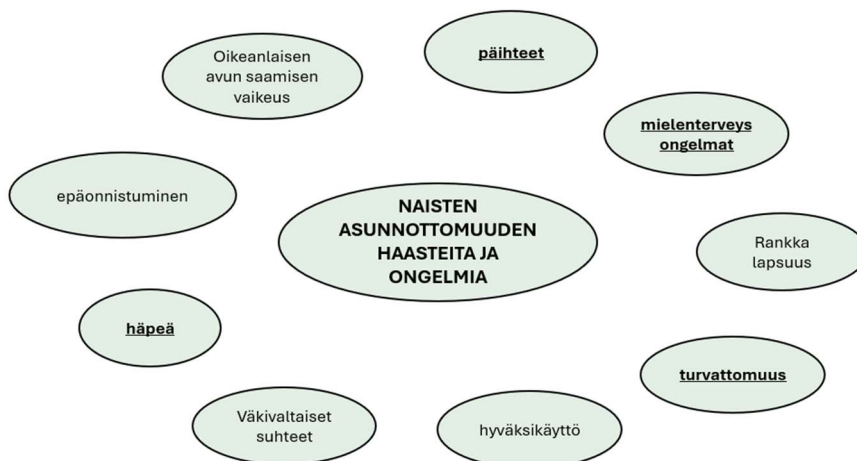 Oikeanlaisen
avun saamisen
vaikeus
päihteet
mielenterveys
ongelmat
epäonnistuminen
NAISTEN
ASUNNOTTOMUUDEN
HAASTEITA JA
ONGELMIA
Rankka
lapsuus
häpeä
turvattomuus
Väkivaltaiset
suhteet
hyväksikäyttö